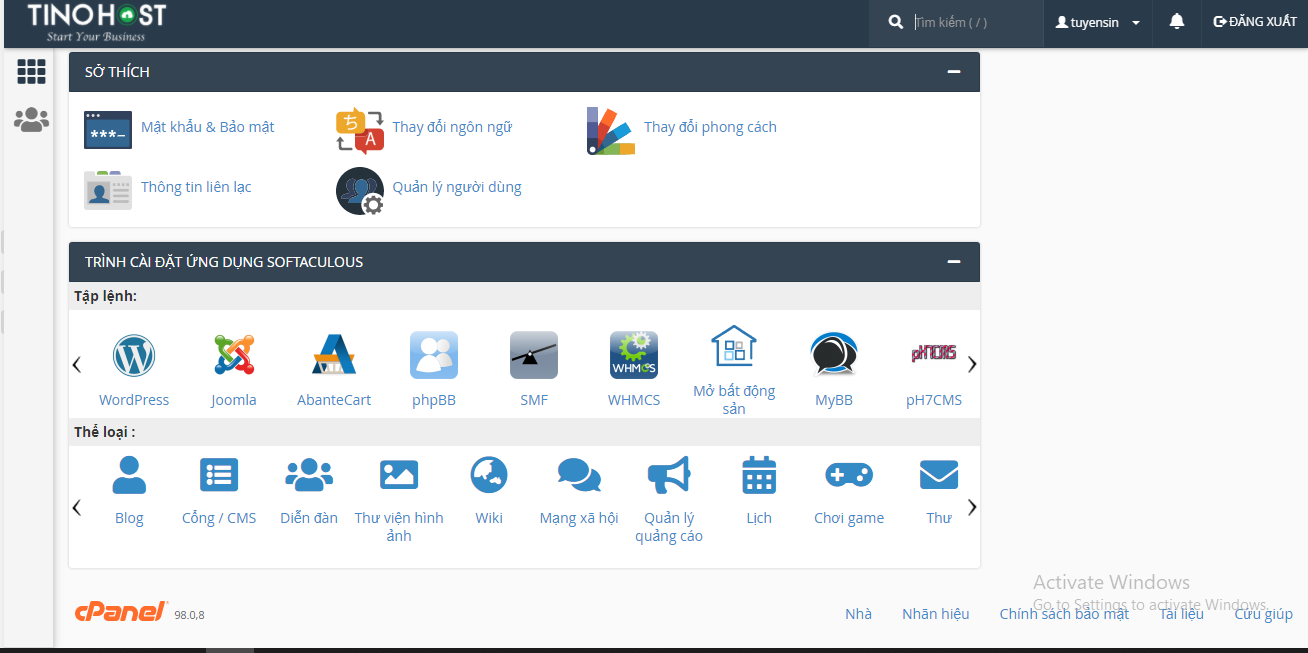 TINOHOST
Start Your Business
Tìm kiếm ( / )
tuyensin
ĐĂNG XUẤT
SỞ THÍCH
***_
Mật khẩu & Bảo mật
ち
A
Thay đổi ngôn ngữ
Thay đổi phong cách
Thông tin liên lạc
Quản lý người dùng
TRÌNH CÀI ĐẶT ỨNG DỤNG SOFTACULOUS
Tập lệnh:
WHMCS
pH7CMS
WordPress
Joomla
AbanteCart
phpBB
SMF
WHMCS
Mở bất động
sản
MyBB
pH7CMS
Thể loại :
Blog
Cổng / CMS
Diễn đàn
Thư viện hình
ảnh
Wiki
Mạng xã hội
Quản lý
quảng cáo
Lịch
Chơi game
Thư
Activate Windows
Go to Settings to activate Windows.
cPanel
98.0,8
Nhà
Nhãn hiệu
Chính sách bảo mật
Tài liệu
Cứu giúp